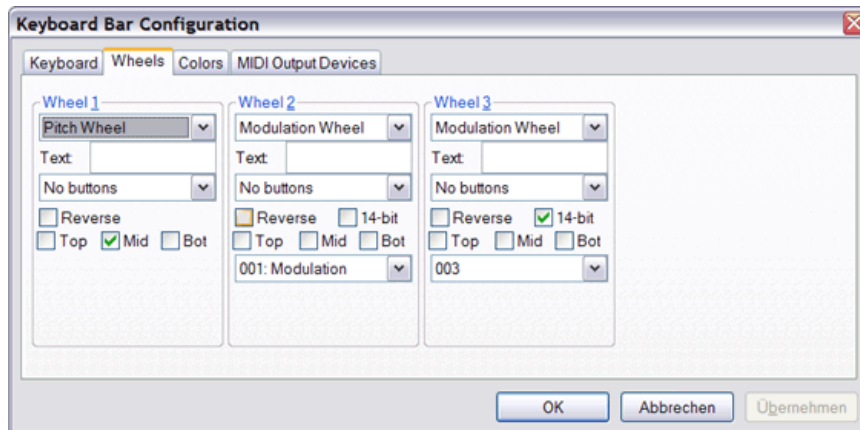 Keyboard Bar Configuration
Keyboard Wheels Colors MIDI Output Devices
Wheel 1
Pitch Wheel
Text:
No buttons
Reverse
Top Mid Bot
Wheel 2
Modulation Wheel
Text:
No buttons
Reverse 14-bit
Top Mid Bot
001: Modulation
Wheel 3
Modulation Wheel
Text:
No buttons
Reverse 14-bit
Top Mid Bot
003
OK Abbrechen Übernehmen